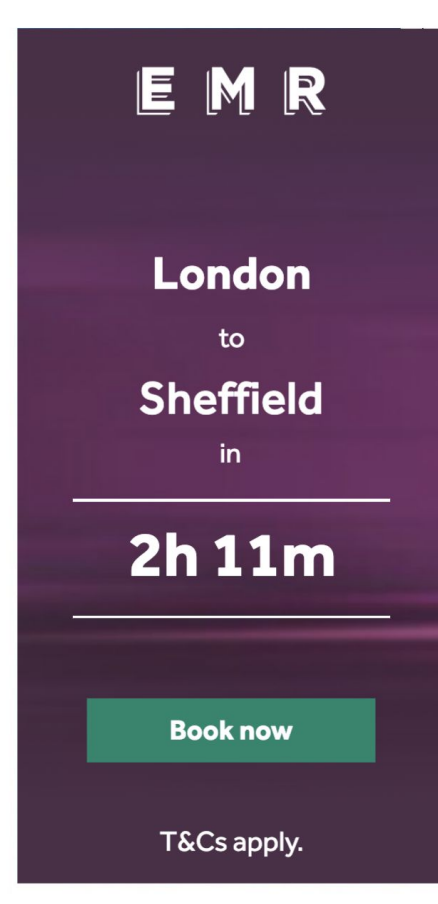 EMR
London
to
Sheffield
in
2h 11m
Book now
T&Cs apply.